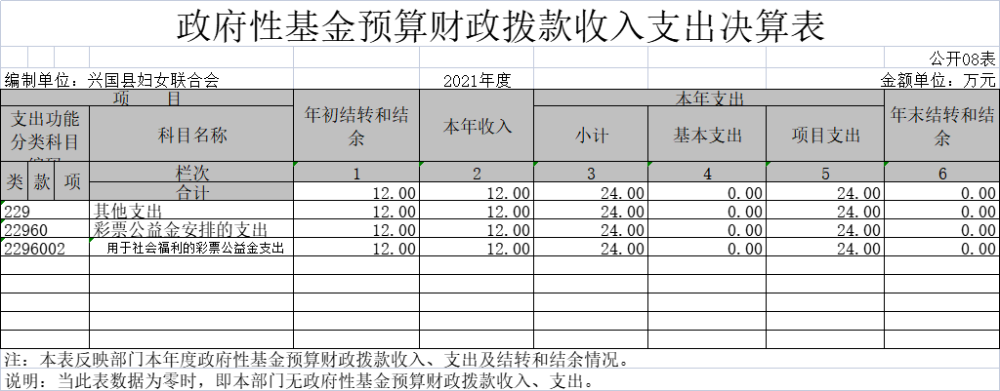 政府性基金预算财政拨款收入支出决算表
公开08表
编制单位：兴国县妇女联合会 2021年度 金额单位：万元
项 目 年初结转和结余 本年收入 本年支出 年末结转和结余
支出功能分类科目 科目名称 小计 基本支出 项目支出
类 款 项 栏次 1 2 3 4 5 6
合计 12.00 12.00 24.00 0.00 24.00 0.00
229 其他支出 12.00 12.00 24.00 0.00 24.00 0.00
22960 彩票公益金安排的支出 12.00 12.00 24.00 0.00 24.00 0.00
2296002 用于社会福利的彩票公益金支出 12.00 12.00 24.00 0.00 24.00 0.00
注：本表反映部门本年度政府性基金预算财政拨款收入、支出及结转和结余情况。
说明：当此表数据为零时，即本部门无政府性基金预算财政拨款收入、支出。